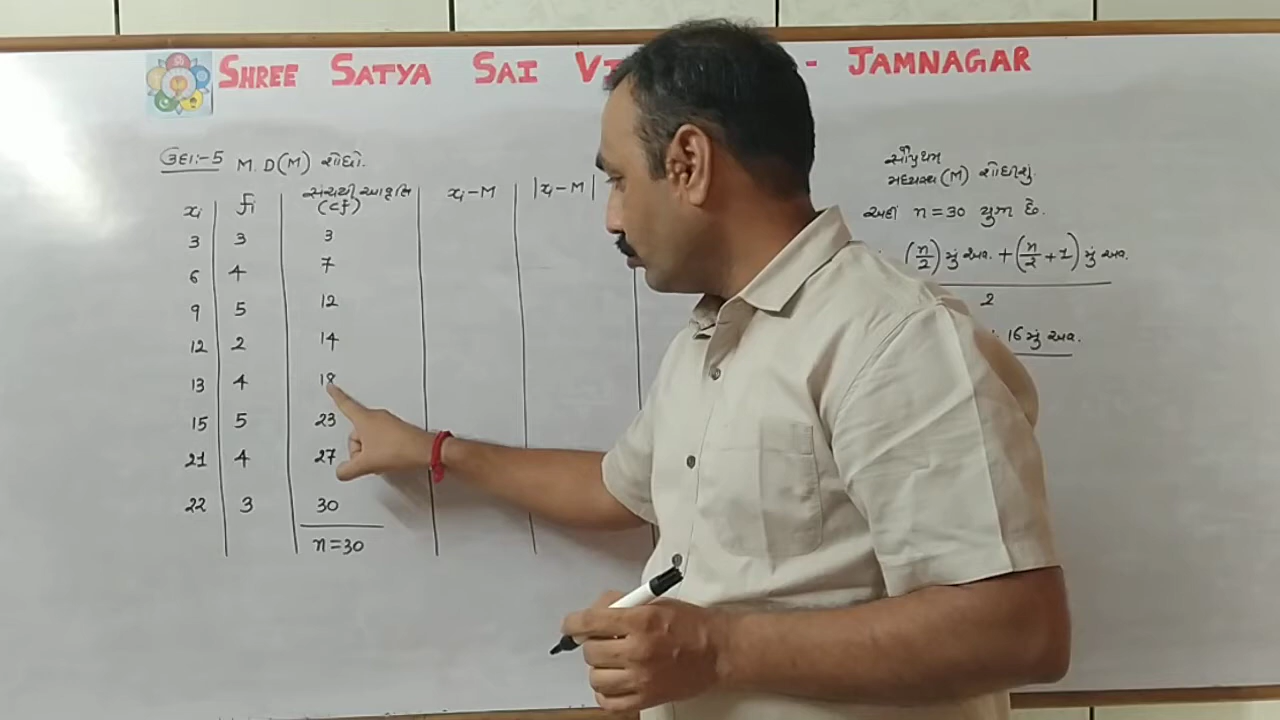 SHREE SATYA SAI - JAMNAGAR
ઉદા:-5 M.D(M) શોધો.
xi fi સંચયી આવૃત્તિ (cf) xi-M |xi-M|
3 3 3
6 4 7
9 5 12
12 2 14
13 4 18
15 5 23
21 4 27
22 3 30
n=30
સૌપ્રથમ
મધ્યસ્થ (M) શોધીશું.
અહીં n=30 યુગ્મ છે.
(n/2) મું અવ. + (n/2 + 1) મું અવ.
2
16 મું અવ.